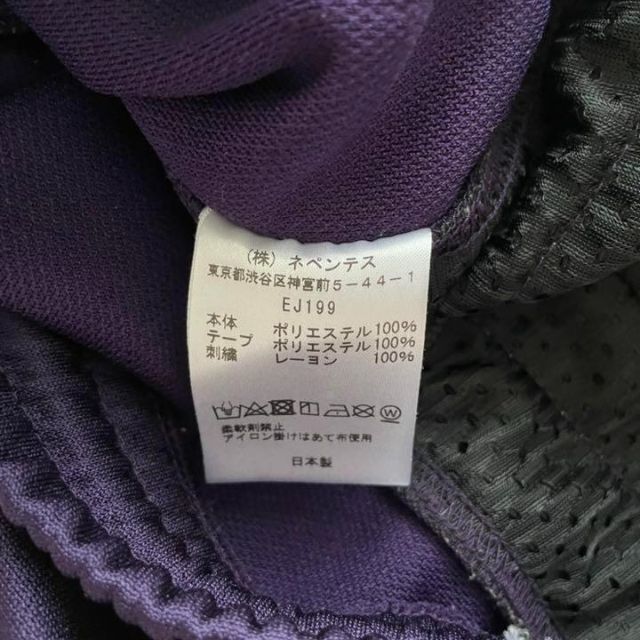 (株) ネペンテス
東京都渋谷区神宮前5-44-1
EJ199
本体 ポリエステル100%
テープ ポリエステル100%
刺繍 レーヨン 100%
柔軟剤禁止
アイロン掛けはあて布使用
日本製